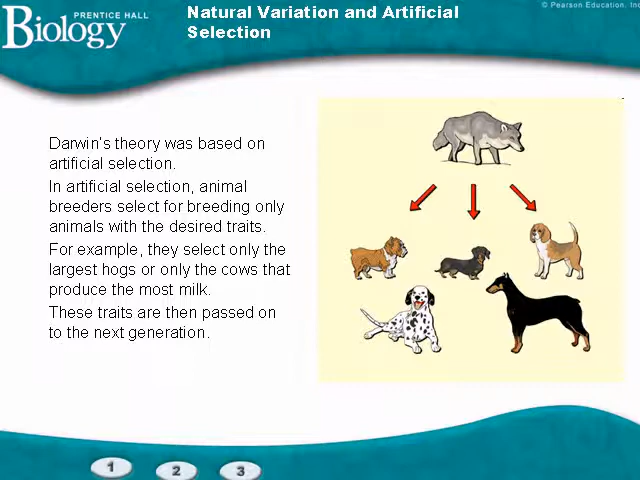 PRENTICE HALL
Biology
Natural Variation and Artificial
Selection
© Pearson Education, Inc
Darwin's theory was based on
artificial selection.
In artificial selection, animal
breeders select for breeding only
animals with the desired traits.
For example, they select only the
largest hogs or only the cows that
produce the most milk.
These traits are then passed on
to the next generation.
1
2
3